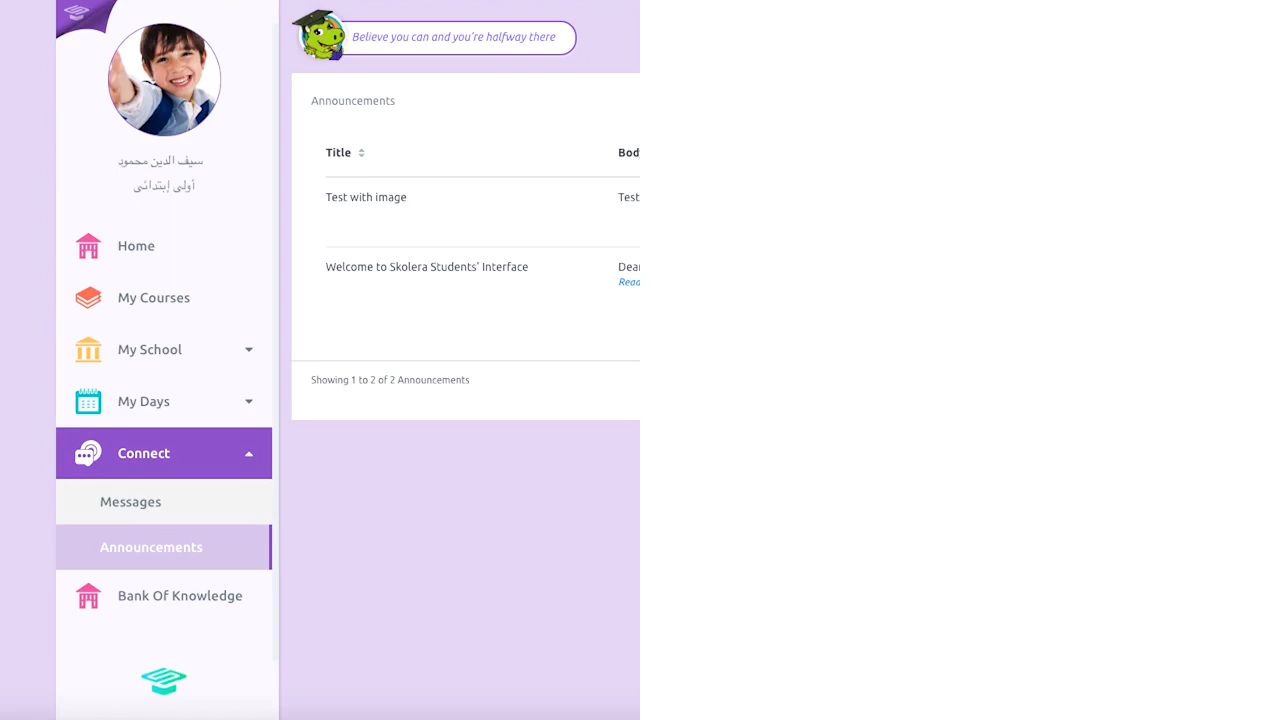 سيف الدين محمود
أولى إبتدائى
Home
My Courses
My School
My Days
Connect
Messages
Announcements
Bank Of Knowledge
Believe you can and you're halfway there
Announcements
Title
Test with image
Test
Welcome to Skolera Students' Interface
Read
Showing 1 to 2 of 2 Announcements